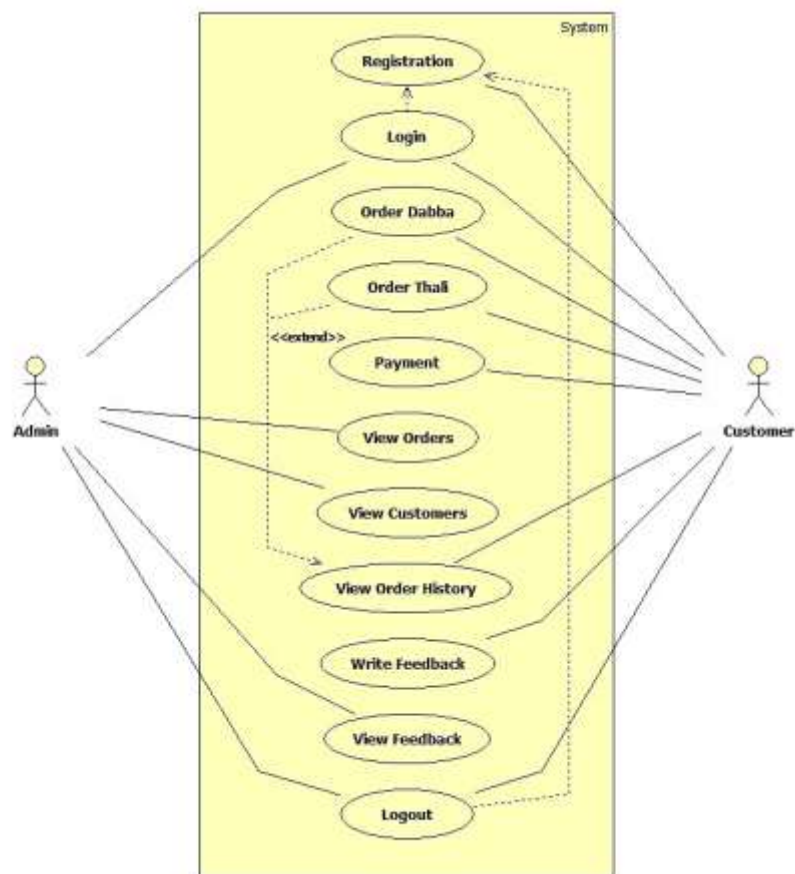 System
Registration
Login
Order Dabba
Order Thali
<<extend>>
Payment
Admin
Customer
View Orders
View Customers
View Order History
Write Feedback
View Feedback
Logout